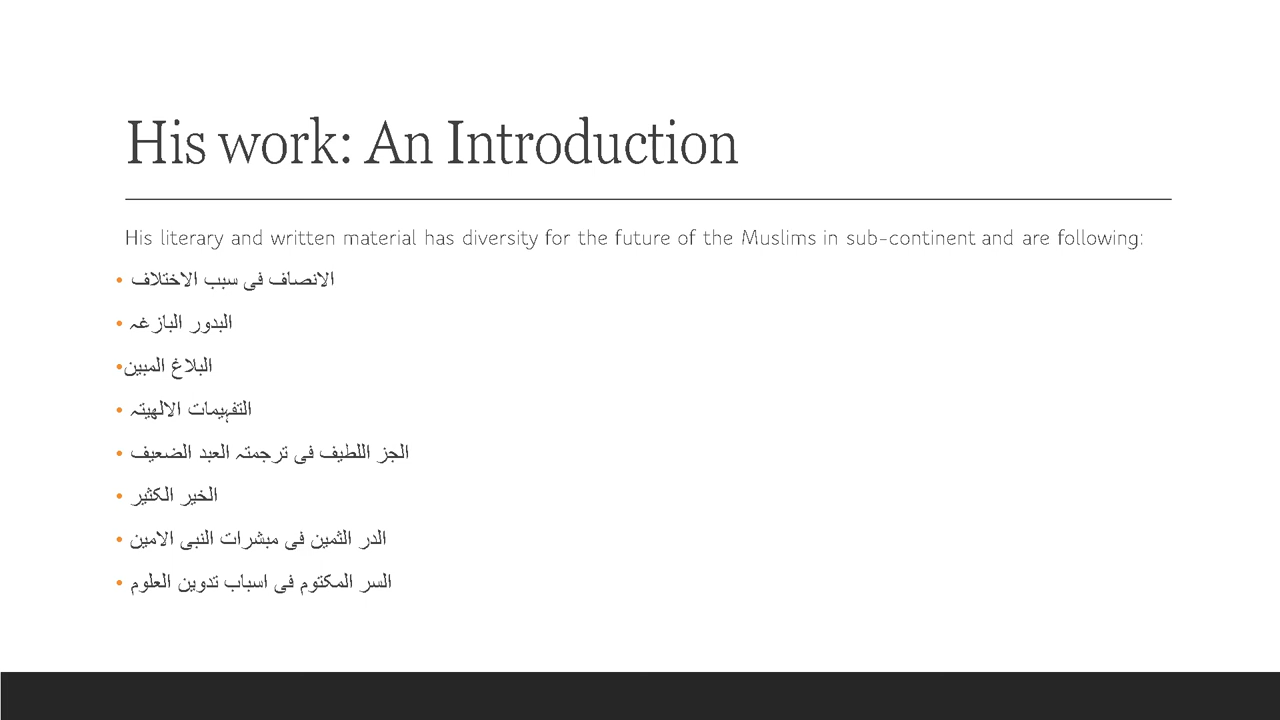 His work: An Introduction
His literary and written material has diversity for the future of the Muslims in sub-continent and are following:
• الانصاف فی سبب الاختلاف
• البدور البازغہ
•البلاغ المبین
• التفہیمات الالھیتہ
• الجز اللطیف فی ترجمتہ العبد الضعیف
• الخیر الکثیر
• الدر الثمین فی مبشرات النبی الامین
• السر المکتوم فی اسباب تدوین العلوم